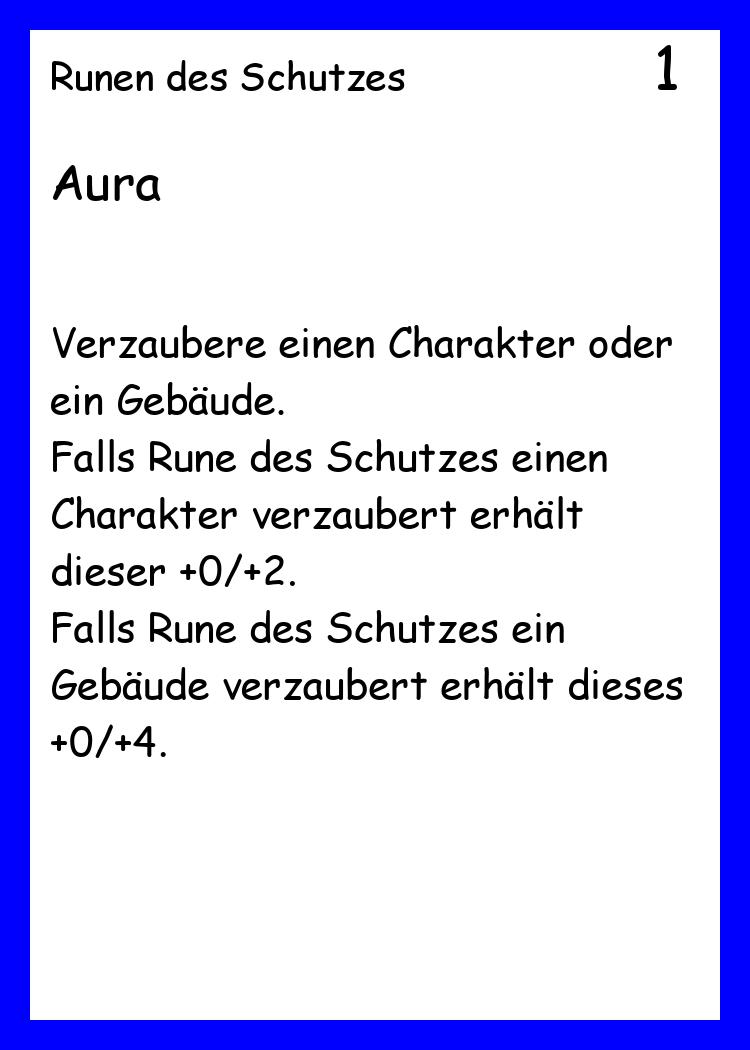 Runen des Schutzes 1
Aura
Verzaubere einen Charakter oder
ein Gebäude.
Falls Rune des Schutzes einen
Charakter verzaubert erhält
dieser +0/+2.
Falls Rune des Schutzes ein
Gebäude verzaubert erhält dieses
+0/+4.